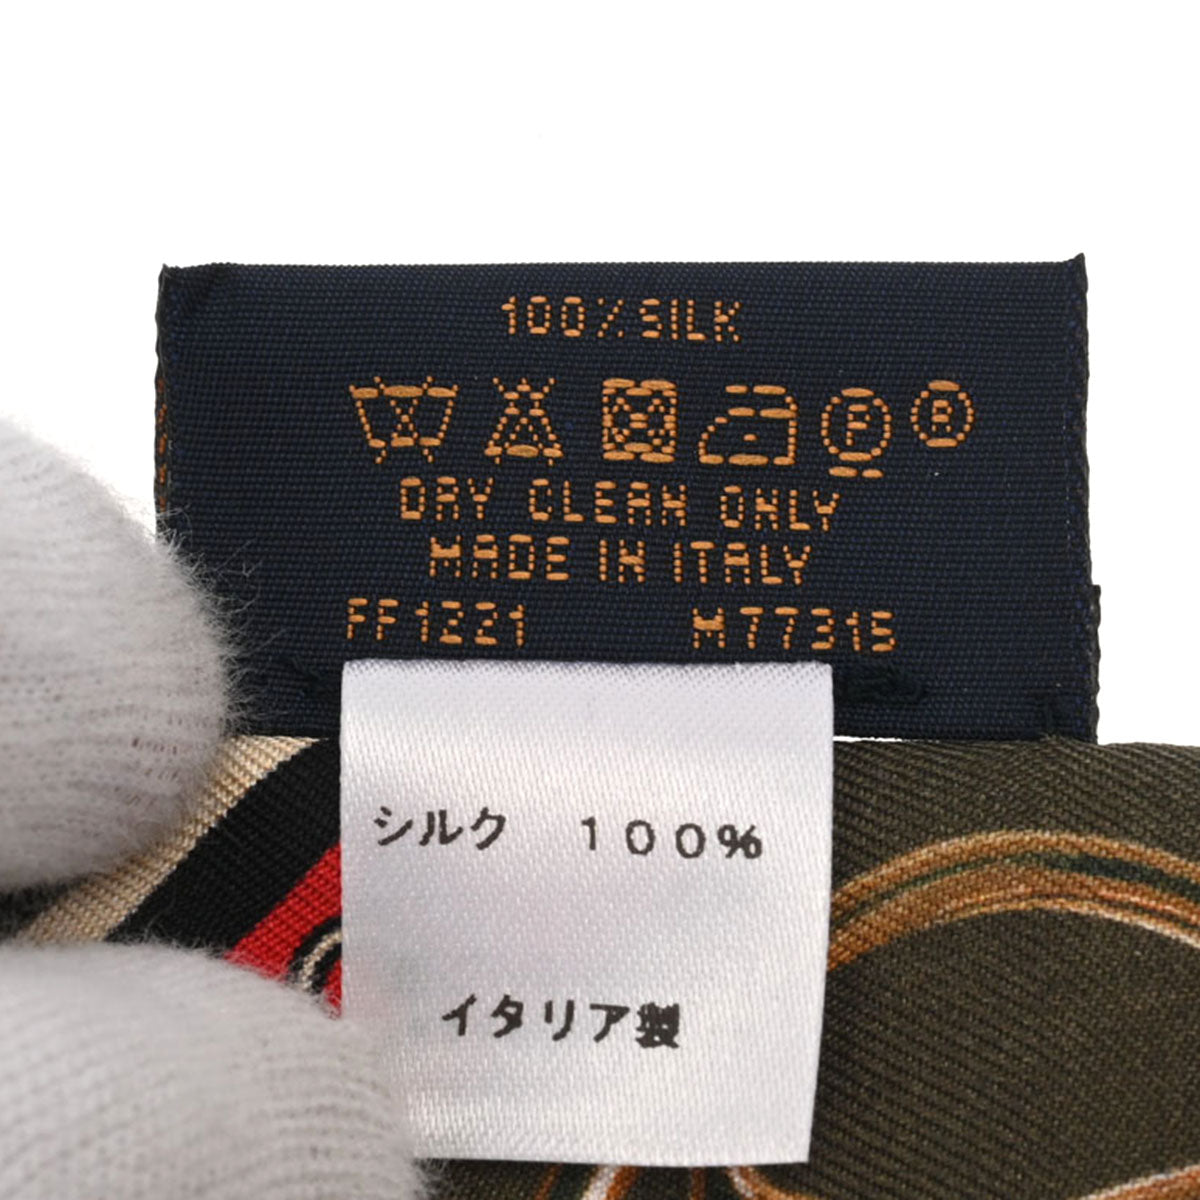 100% SILK
F R
DRY CLEAN ONLY
MADE IN ITALY
FF1221 M77315
シルク 100%
イタリア製